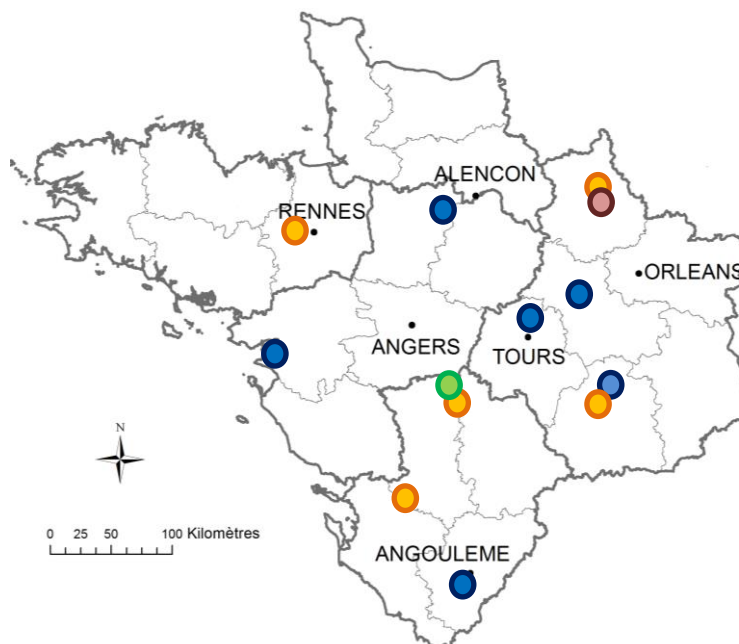 ALENCON
RENNES
ORLEANS
ANGERS
TOURS
N
0 25 50 100 Kilomètres
ANGOULEME